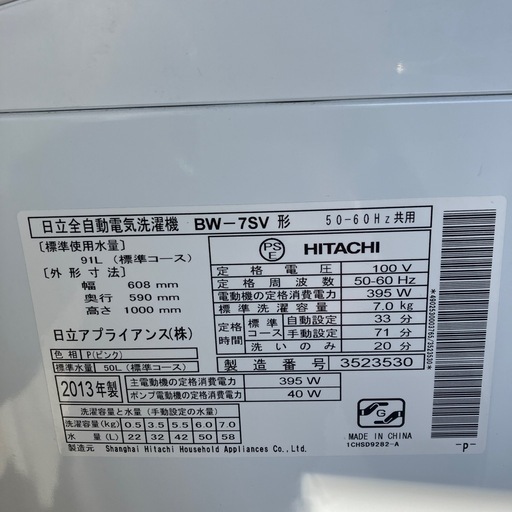 日立全自動電気洗濯機 BW-7SV 形 50-60Hz共用
〔標準使用水量〕
91L (標準コース)
〔外形寸法〕
幅 608 mm
奥行 590 mm
高さ 1000 mm
日立アプライアンス(株)
色相 P(ピンク)
標準水量 50L (標準コース)
2013年製
PS
E
HITACHI
定格電圧 100 V
定格周波数 50-60 Hz
電動機の定格消費電力 395 W
標準洗濯容量 7.0 kg
定格時間 標準コース 自動設定 33 分
手動設定 71 分
洗いのみ 20 分
製造番号 3523530
主電動機の定格消費電力 395 W
ポンプ電動機の定格消費電力 40 W
洗濯容量と水量 (手動設定の水量)
洗濯容量(kg) 0.5 3.5 5.5 6.0 7.0
水量 (L) 22 32 42 50 58
製造元 Shanghai Hitachi Household Appliances Co., Ltd.
G
MADE IN CHINA
1CHSD9282-A
-p-